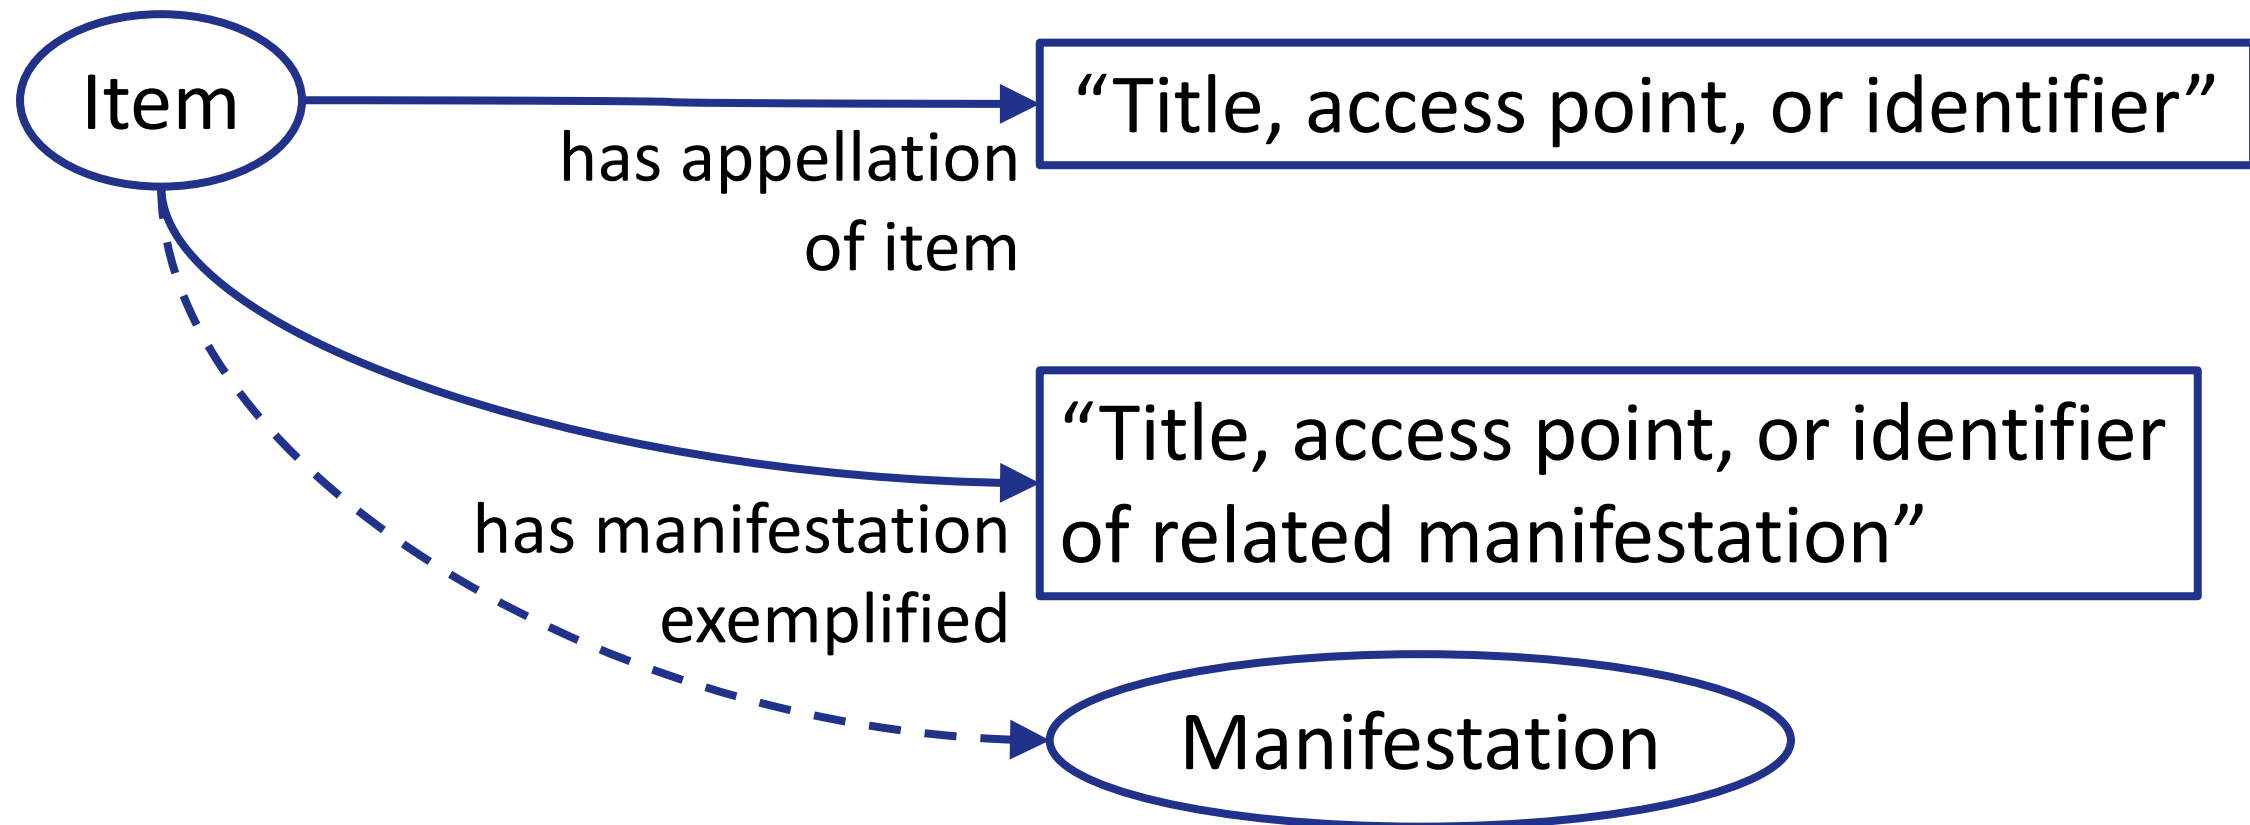 Item
“Title, access point, or identifier”
has appellation
of item
“Title, access point, or identifier
of related manifestation”
has manifestation
exemplified
Manifestation